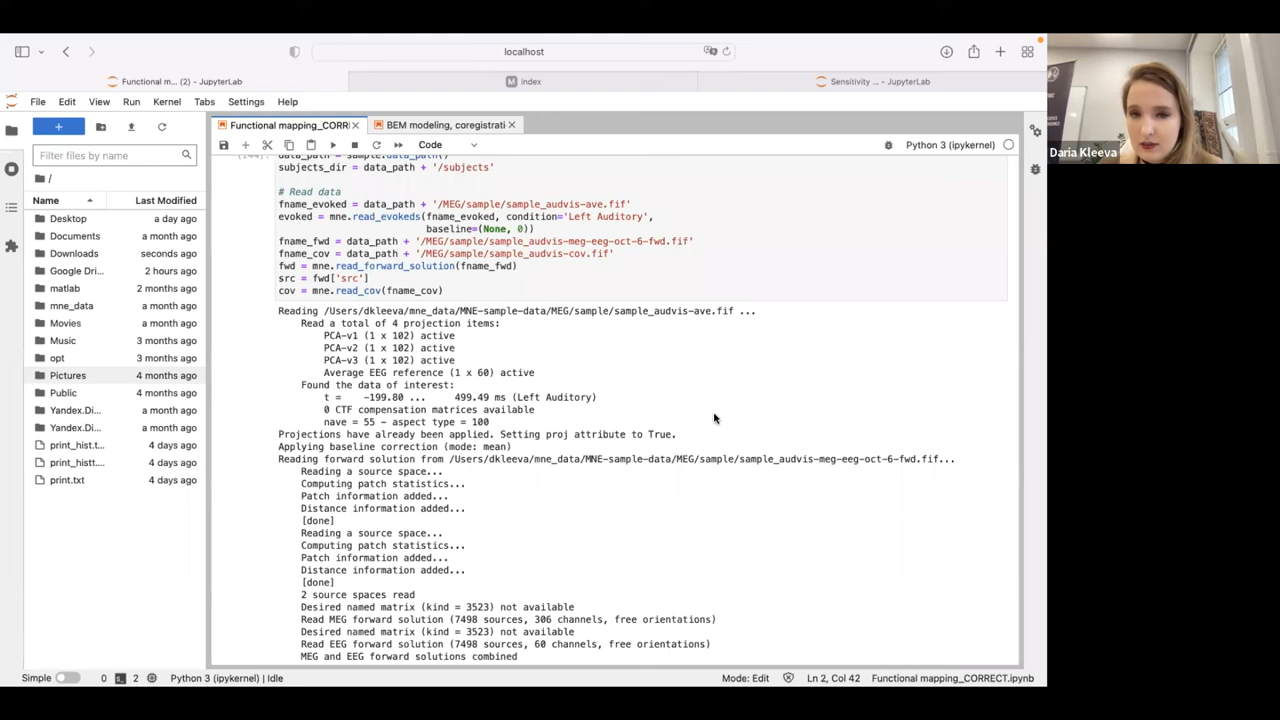 localhost
Functional m... (2) - JupyterLab
index
Sensitivity ... - JupyterLab
File Edit View Run Kernel Tabs Settings Help
Functional mapping_CORRI
BEM modeling, coregistrati
Code
Python 3 (ipykernel)
Filter files by name
/
Name Last Modified
Desktop a day ago
Documents a month ago
Downloads seconds ago
Google Dri... 2 hours ago
matlab 2 months ago
mne_data a month ago
Movies a month ago
Music 3 months ago
opt 3 months ago
Pictures 4 months ago
Public 4 months ago
Yandex.Di... a month ago
Yandex.Di... a month ago
print_hist.t... 4 days ago
print_histt.... 4 days ago
print.txt 4 days ago
data_path = sample.data_path()
subjects_dir = data_path + '/subjects'
# Read data
fname_evoked = data_path + '/MEG/sample/sample_audvis-ave.fif'
evoked = mne.read_evokeds(fname_evoked, condition='Left Auditory',
baseline=(None, 0))
fname_fwd = data_path + '/MEG/sample/sample_audvis-meg-eeg-oct-6-fwd.fif'
fname_cov = data_path + '/MEG/sample/sample_audvis-cov.fif'
fwd = mne.read_forward_solution(fname_fwd)
src = fwd['src']
cov = mne.read_cov(fname_cov)
Reading /Users/dkleeva/mne_data/MNE-sample-data/MEG/sample/sample_audvis-ave.fif ...
Read a total of 4 projection items:
PCA-v1 (1 x 102) active
PCA-v2 (1 x 102) active
PCA-v3 (1 x 102) active
Average EEG reference (1 x 60) active
Found the data of interest:
t = -199.80 ... 499.49 ms (Left Auditory)
0 CTF compensation matrices available
nave = 55 - aspect type = 100
Projections have already been applied. Setting proj attribute to True.
Applying baseline correction (mode: mean)
Reading forward solution from /Users/dkleeva/mne_data/MNE-sample-data/MEG/sample/sample_audvis-meg-eeg-oct-6-fwd.fif...
Reading a source space...
Computing patch statistics...
Patch information added...
Distance information added...
[done]
Reading a source space...
Computing patch statistics...
Patch information added...
Distance information added...
[done]
2 source spaces read
Desired named matrix (kind = 3523) not available
Read MEG forward solution (7498 sources, 306 channels, free orientations)
Desired named matrix (kind = 3523) not available
Read EEG forward solution (7498 sources, 60 channels, free orientations)
MEG and EEG forward solutions combined
Simple 0 2 Python 3 (ipykernel) | Idle
Mode: Edit Ln 2, Col 42 Functional mapping_CORRECT.ipynb
Daria Kleeva